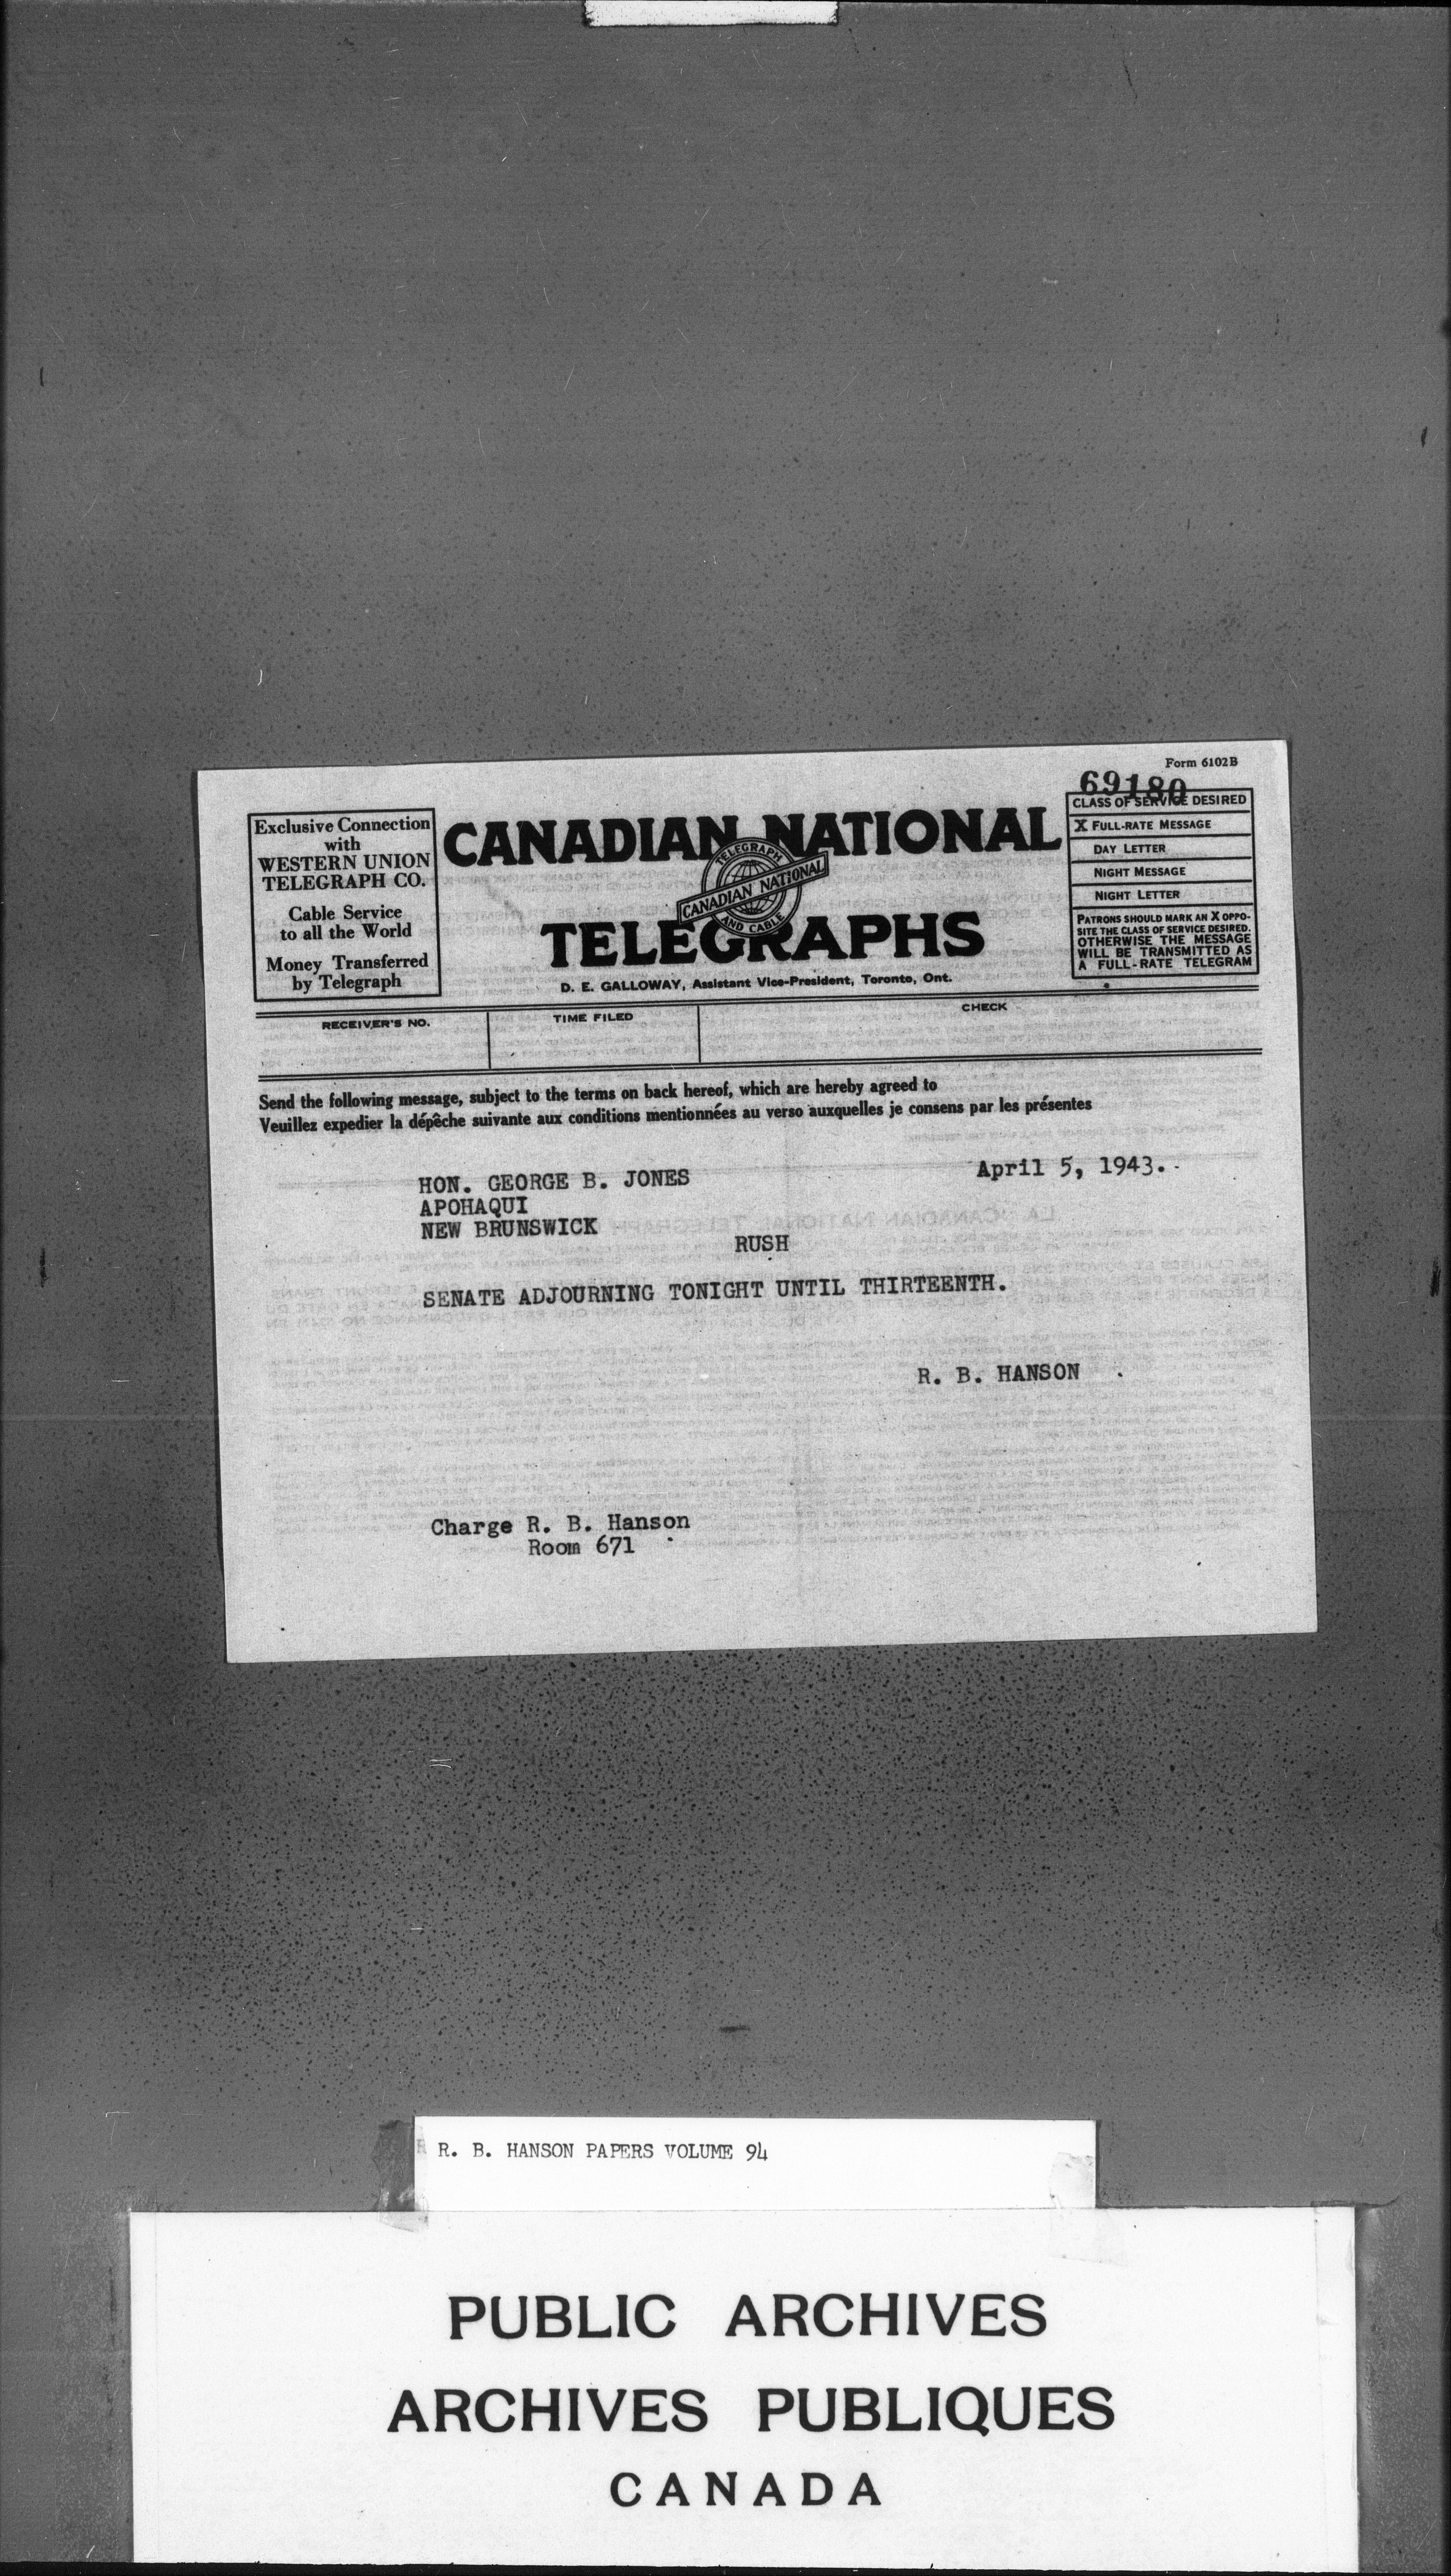 Form 6102B
69180
Exclusive Connection
with
WESTERN UNION
TELEGRAPH CO.
Cable Service
to all the World
Money Transferred
by Telegraph
CANADIAN NATIONAL
TELEGRAPH
CANADIAN NATIONAL
AND CABLE
TELEGRAPHS
D. E. GALLOWAY, Assistant Vice-President, Toronto, Ont.
CLASS OF SERVICE DESIRED
X FULL-RATE MESSAGE
DAY LETTER
NIGHT MESSAGE
NIGHT LETTER
PATRONS SHOULD MARK AN X OPPO-
SITE THE CLASS OF SERVICE DESIRED.
OTHERWISE THE MESSAGE
WILL BE TRANSMITTED AS
A FULL-RATE TELEGRAM
RECEIVER'S NO. TIME FILED CHECK
Send the following message, subject to the terms on back hereof, which are hereby agreed to
Veuillez expedier la dépêche suivante aux conditions mentionnées au verso auxquelles je consens par les présentes
April 5, 1943.-
HON. GEORGE B. JONES
APOHAQUI
NEW BRUNSWICK
RUSH
SENATE ADJOURNING TONIGHT UNTIL THIRTEENTH.
R. B. HANSON
Charge R. B. Hanson
Room 671
R. B. HANSON PAPERS VOLUME 94
PUBLIC ARCHIVES
ARCHIVES PUBLIQUES
CANADA